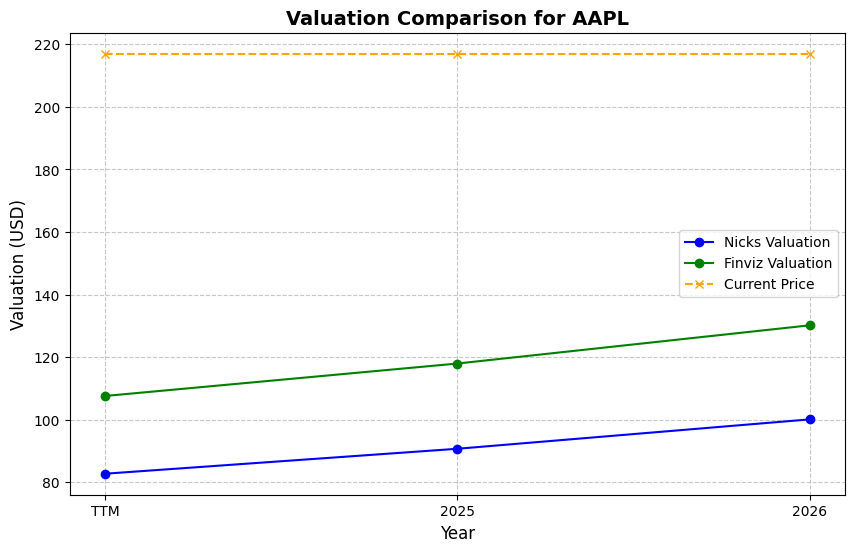 Valuation Comparison for AAPL
220
200
180
160
140
120
100
80
Valuation (USD)
Nicks Valuation
Finviz Valuation
Current Price
TTM
2025
2026
Year